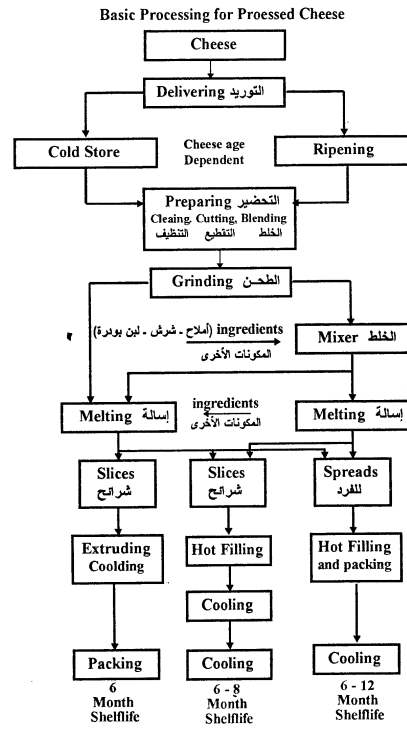 Basic Processing for Proessed Cheese
Cheese
Delivering التوريد
Cold Store
Cheese age
Dependent
Ripening
Preparing التحضير
Cleaing, Cutting, Blending
التنظيف التقطيع الخلط
Grinding الطحـن
ingredients (أملاح - شرش - لبن بودرة)
المكونات الأخرى
Mixer الخلط
Melting إسالة
ingredients
المكونات الأخرى
Melting إسالة
Slices
شرائح
Slices
شرائح
Spreads
للفرد
Extruding
Coolding
Hot Filling
Hot Filling
and packing
Cooling
Packing
Cooling
Cooling
6
Month
Shelflife
6 - 8
Month
Shelflife
6 - 12
Month
Shelflife